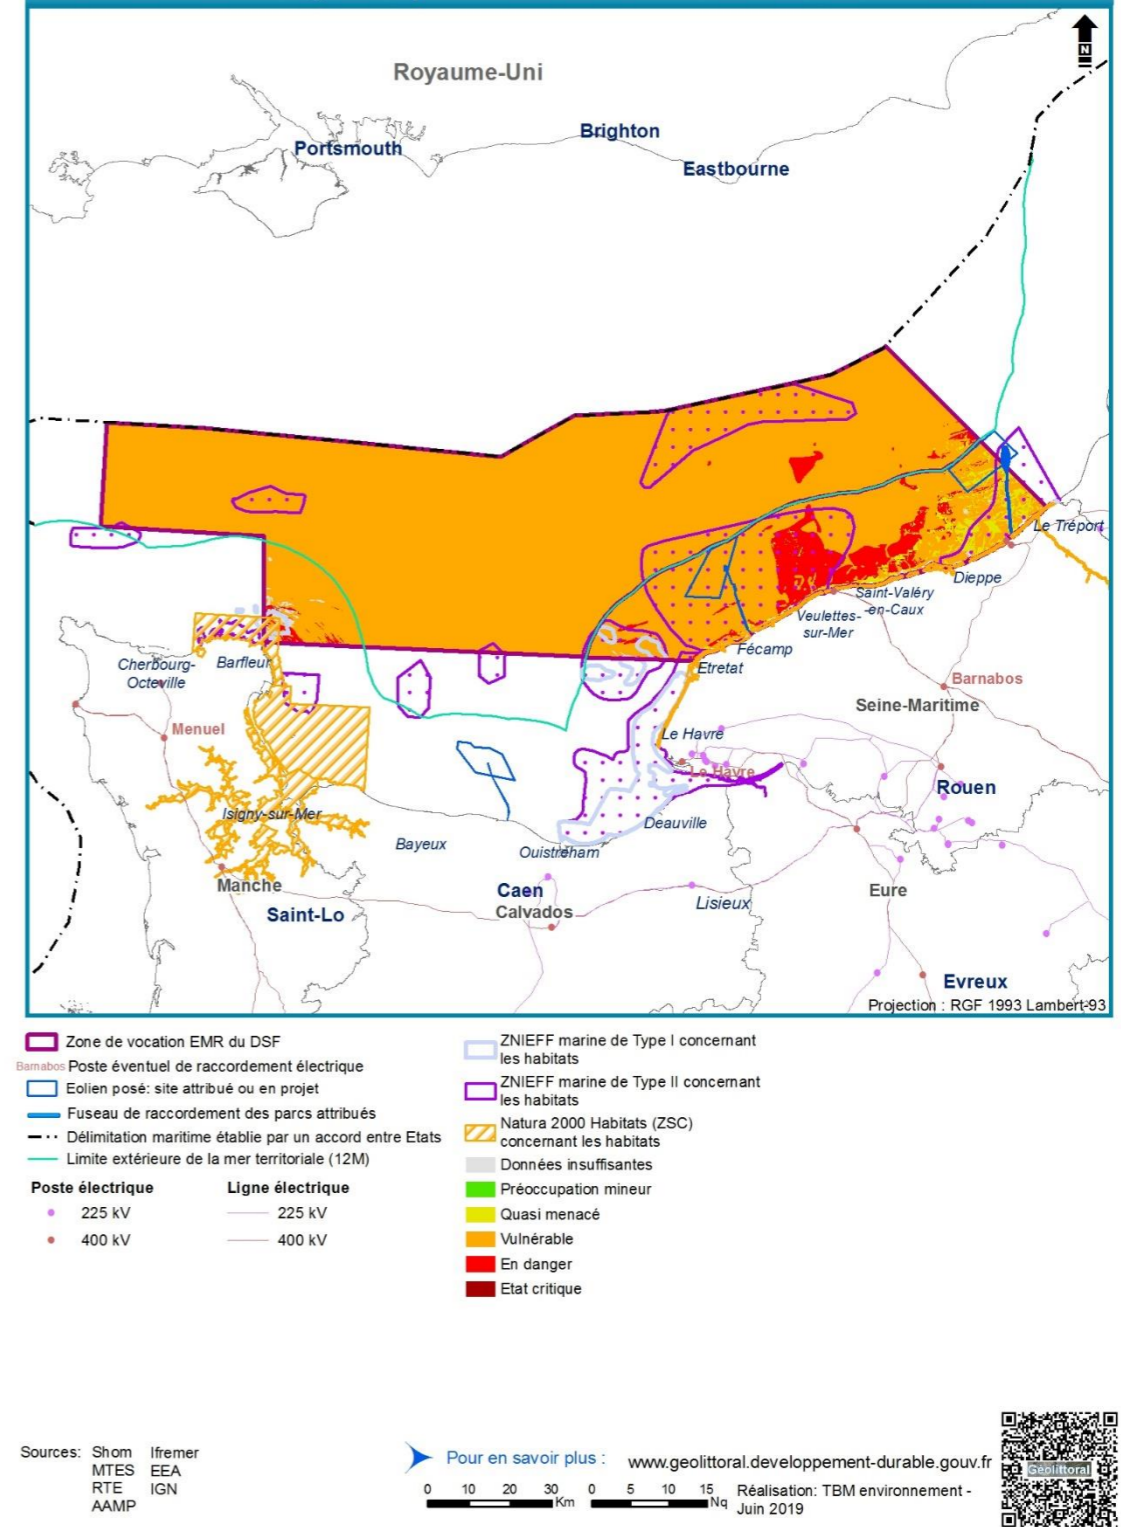 Royaume-Uni
N
Brighton
Portsmouth
Eastbourne
Le Tréport
Dieppe
Saint-Valéry
-en-Caux
Veulettes-
sur-Mer
Fécamp
Etretat
Cherbourg-
Octeville
Barfleur
Barnabos
Seine-Maritime
Menuel
Le Havre
Le Havre
Rouen
Isigny-sur-Mer
Deauville
Bayeux
Ouistreham
Manche
Caen
Calvados
Eure
Lisieux
Saint-Lo
Evreux
Projection : RGF 1993 Lambert-93
Zone de vocation EMR du DSF
Barnabos Poste éventuel de raccordement électrique
Eolien posé: site attribué ou en projet
Fuseau de raccordement des parcs attribués
Délimitation maritime établie par un accord entre Etats
Limite extérieure de la mer territoriale (12M)
Poste électrique
225 kV
400 kV
Ligne électrique
225 kV
400 kV
ZNIEFF marine de Type I concernant
les habitats
ZNIEFF marine de Type II concernant
les habitats
Natura 2000 Habitats (ZSC)
concernant les habitats
Données insuffisantes
Préoccupation mineur
Quasi menacé
Vulnérable
En danger
Etat critique
Sources: Shom Ifremer
MTES EEA
RTE IGN
AAMP
Pour en savoir plus : www.geolittoral.developpement-durable.gouv.fr
0 10 20 30 Km
0 5 10 15 Nq
Réalisation: TBM environnement -
Juin 2019
Géolittoral